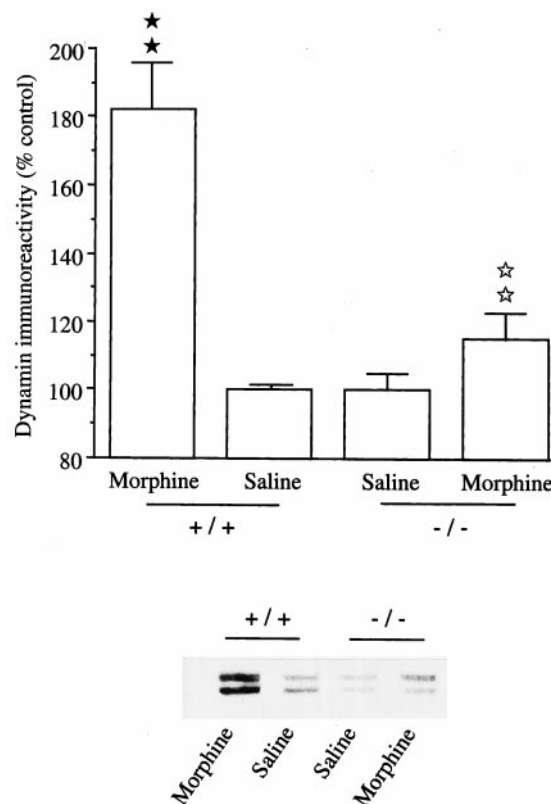 ★
★
☆
☆
Dynamin immunoreactivity (% control)
200
180
160
140
120
100
80
Morphine Saline Saline Morphine
+ / + - / -
+ / + - / -
Morphine Saline Saline Morphine